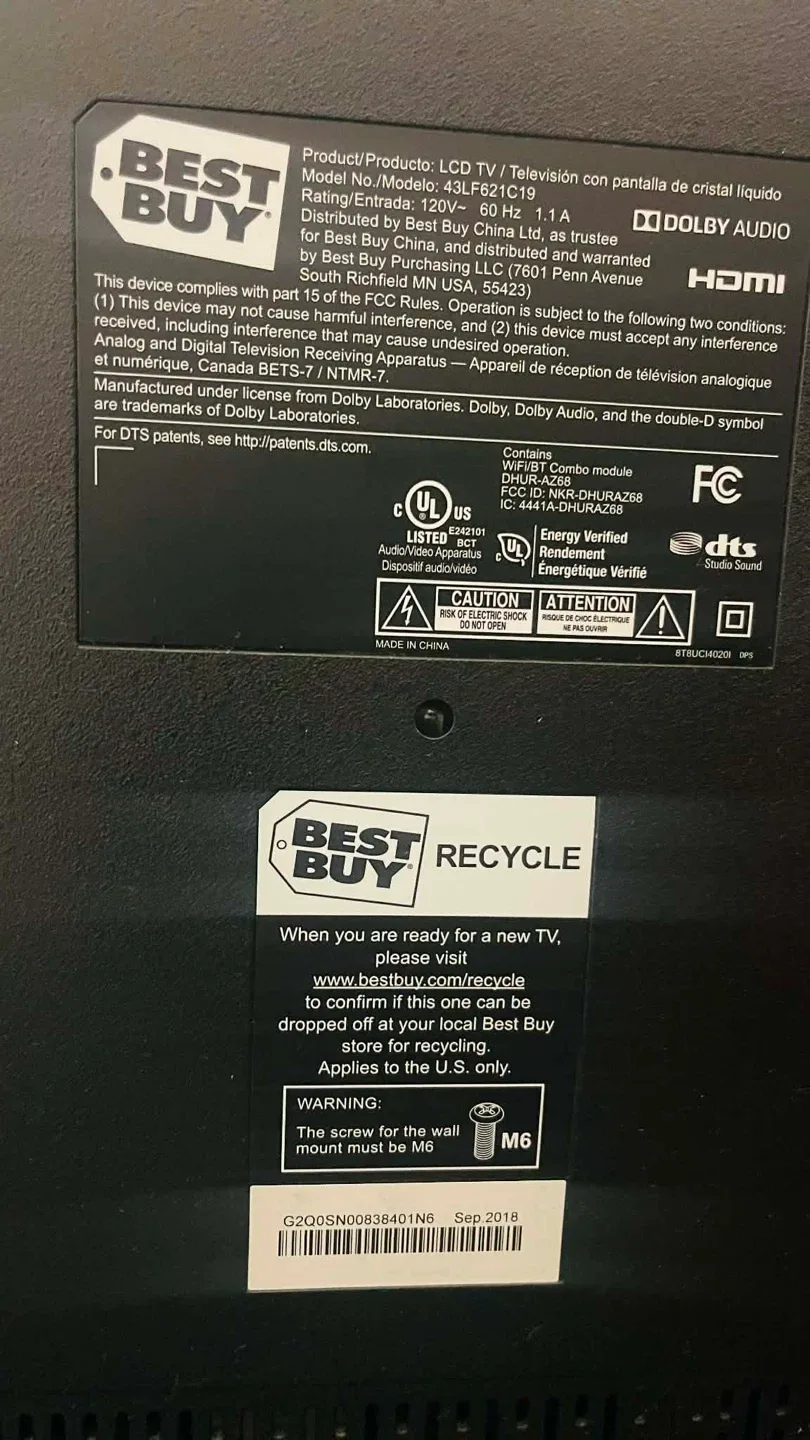 BEST
BUY®
Product/Producto: LCD TV / Televisión con pantalla de cristal líquido
Model No./Modelo: 43LF621C19
Rating/Entrada: 120V~ 60 Hz 1.1 A
Distributed by Best Buy China Ltd, as trustee
for Best Buy China, and distributed and warranted
by Best Buy Purchasing LLC (7601 Penn Avenue
South Richfield MN USA, 55423)
DOLBY AUDIO
HDMI
This device complies with part 15 of the FCC Rules. Operation is subject to the following two conditions:
(1) This device may not cause harmful interference, and (2) this device must accept any interference
received, including interference that may cause undesired operation.
Analog and Digital Television Receiving Apparatus — Appareil de réception de télévision analogique
et numérique, Canada BETS-7 / NTMR-7.
Manufactured under license from Dolby Laboratories. Dolby, Dolby Audio, and the double-D symbol
are trademarks of Dolby Laboratories.
For DTS patents, see http://patents.dts.com.
Contains
WiFi/BT Combo module
DHUR-AZ68
FCC ID: NKR-DHURAZ68
IC: 4441A-DHURAZ68
FC
C UL® US
LISTED E242101
BCT
Audio/Video Apparatus
Dispositif audio/vidéo
C UL
Energy Verified
Rendement
Énergétique Vérifié
dts
Studio Sound
CAUTION
RISK OF ELECTRIC SHOCK
DO NOT OPEN
ATTENTION
RISQUE DE CHOC ÉLECTRIQUE
NE PAS OUVRIR
MADE IN CHINA
8T8UCI4020I DPS
BEST
BUY®
RECYCLE
When you are ready for a new TV,
please visit
www.bestbuy.com/recycle
to confirm if this one can be
dropped off at your local Best Buy
store for recycling.
Applies to the U.S. only.
WARNING:
The screw for the wall
mount must be M6
M6
G2Q0SN00838401N6 Sep.2018